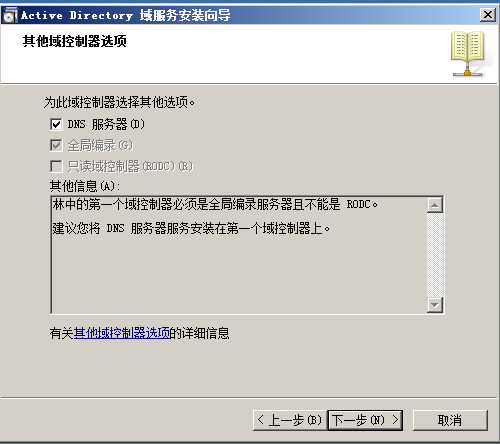 Active Directory 域服务安装向导
其他域控制器选项
为此域控制器选择其他选项。
DNS 服务器(D)
全局编录(G)
只读域控制器(RODC)(R)
其他信息(A):
林中的第一个域控制器必须是全局编录服务器且不能是 RODC。
建议您将 DNS 服务器服务安装在第一个域控制器上。
有关其他域控制器选项的详细信息
< 上一步(B) 下一步(N) > 取消